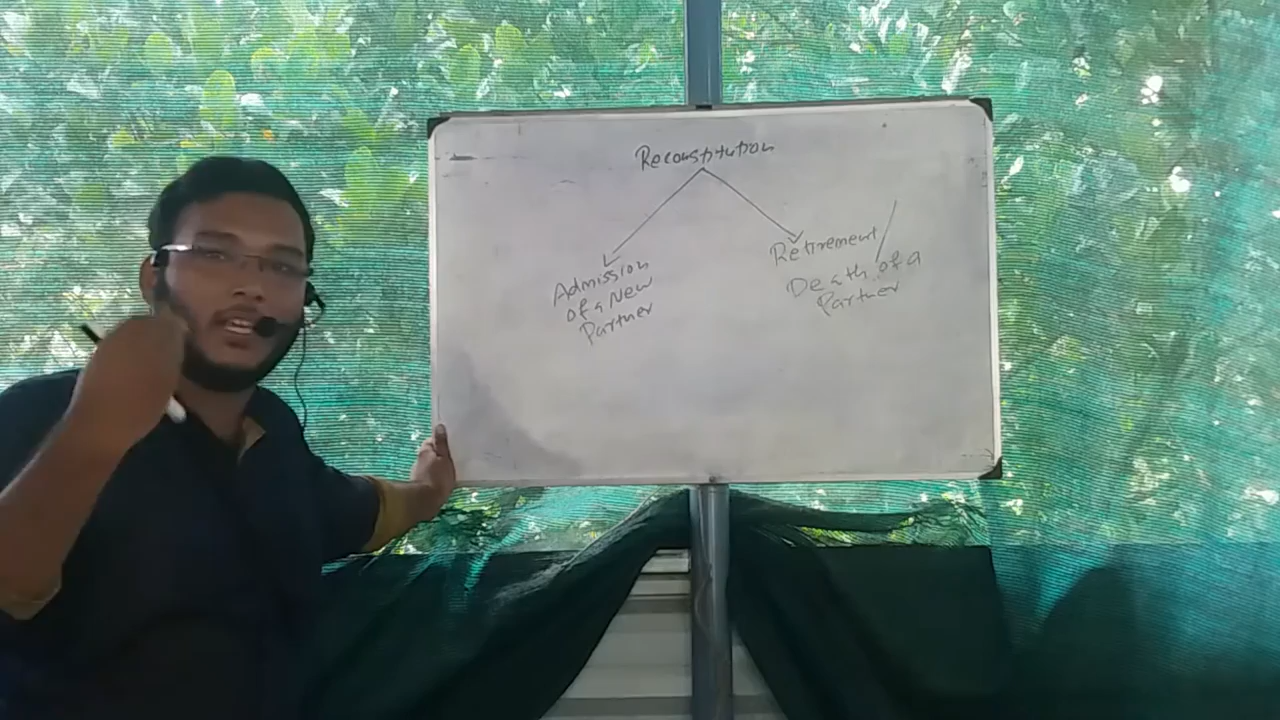 Reconstitution
Admission
of a New
Partner
Retirement /
Death of a
Partner